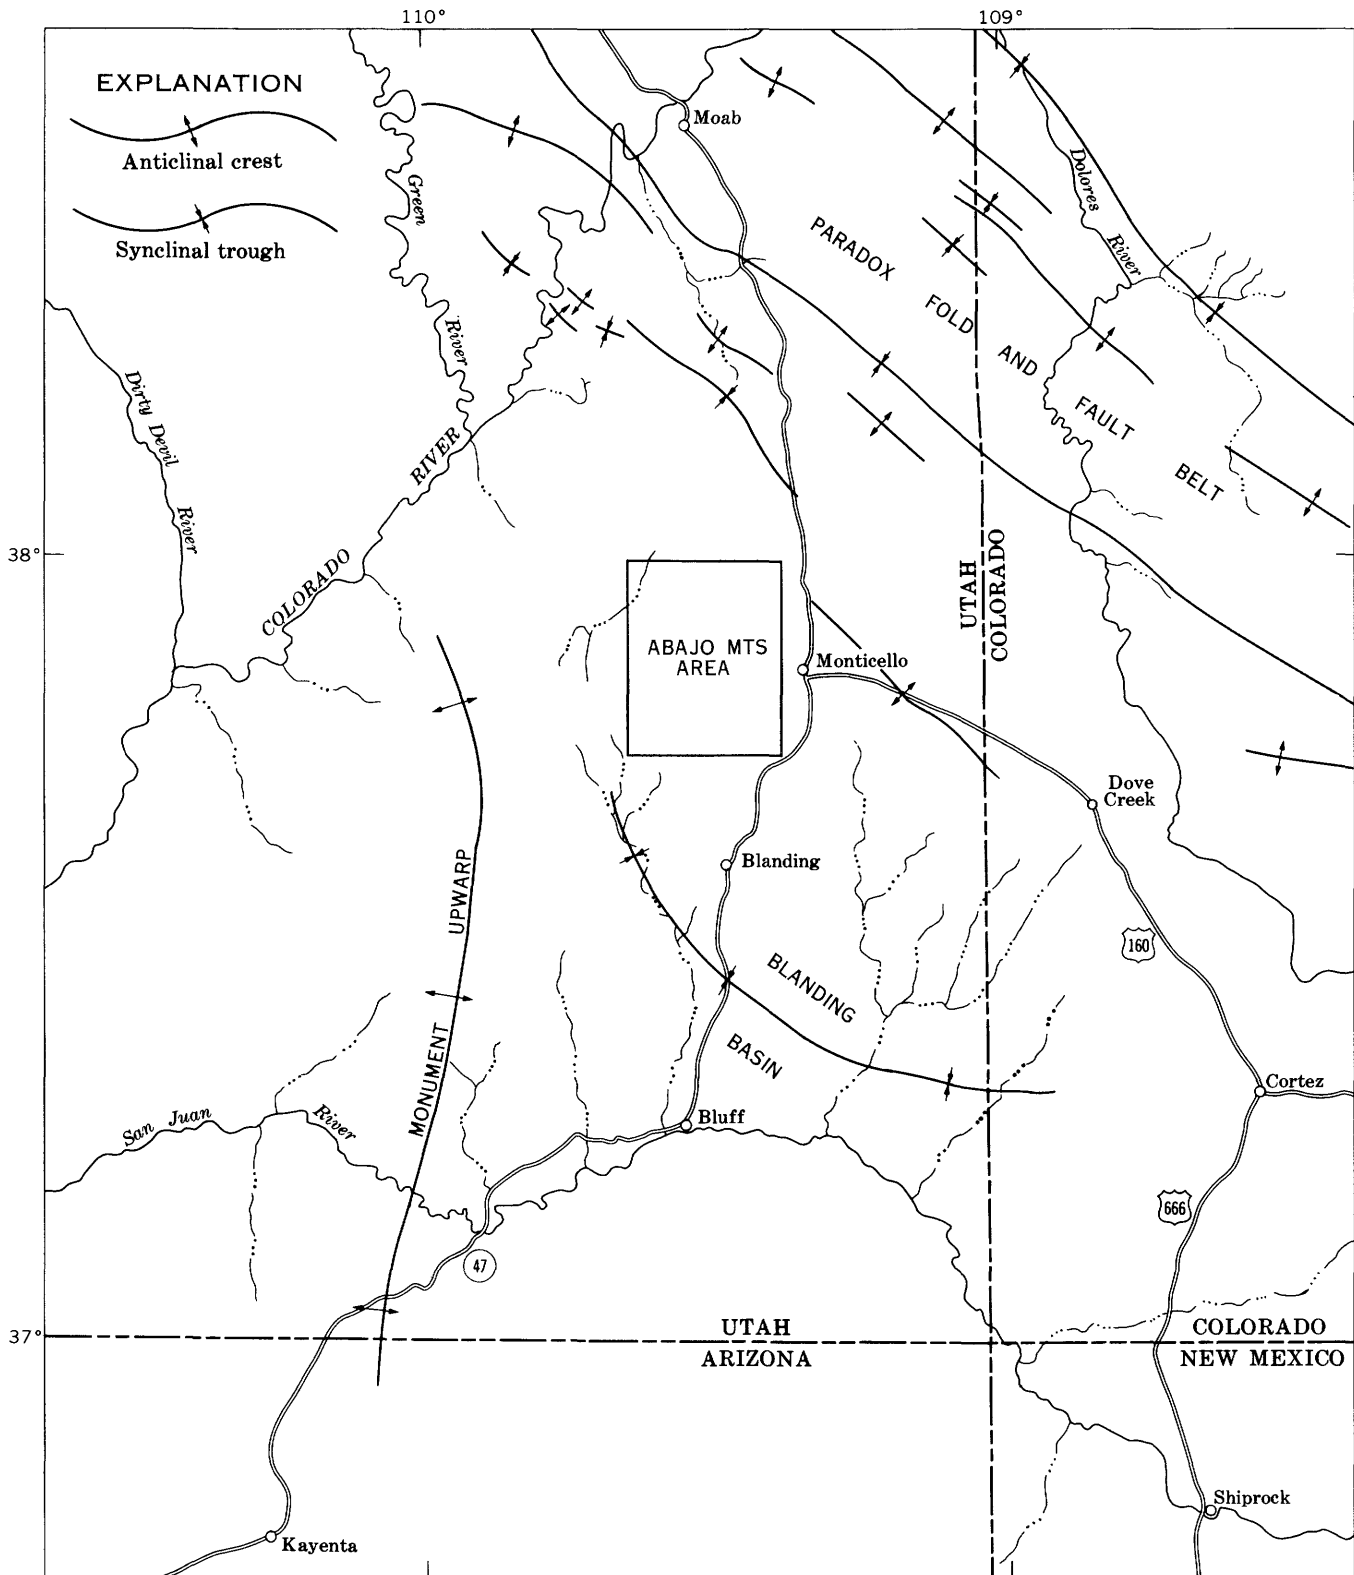 110°
109°
EXPLANATION
Anticlinal crest
Synclinal trough
Moab
Green
River
Dolores
River
PARADOX
FOLD
AND
FAULT
BELT
Dirty Devil
River
COLORADO
RIVER
38°
UTAH
COLORADO
ABAJO MTS
AREA
Monticello
Dove
Creek
Blanding
160
MONUMENT
UPWARP
BLANDING
BASIN
Cortez
San Juan
River
Bluff
666
47
37°
UTAH
ARIZONA
COLORADO
NEW MEXICO
Shiprock
Kayenta